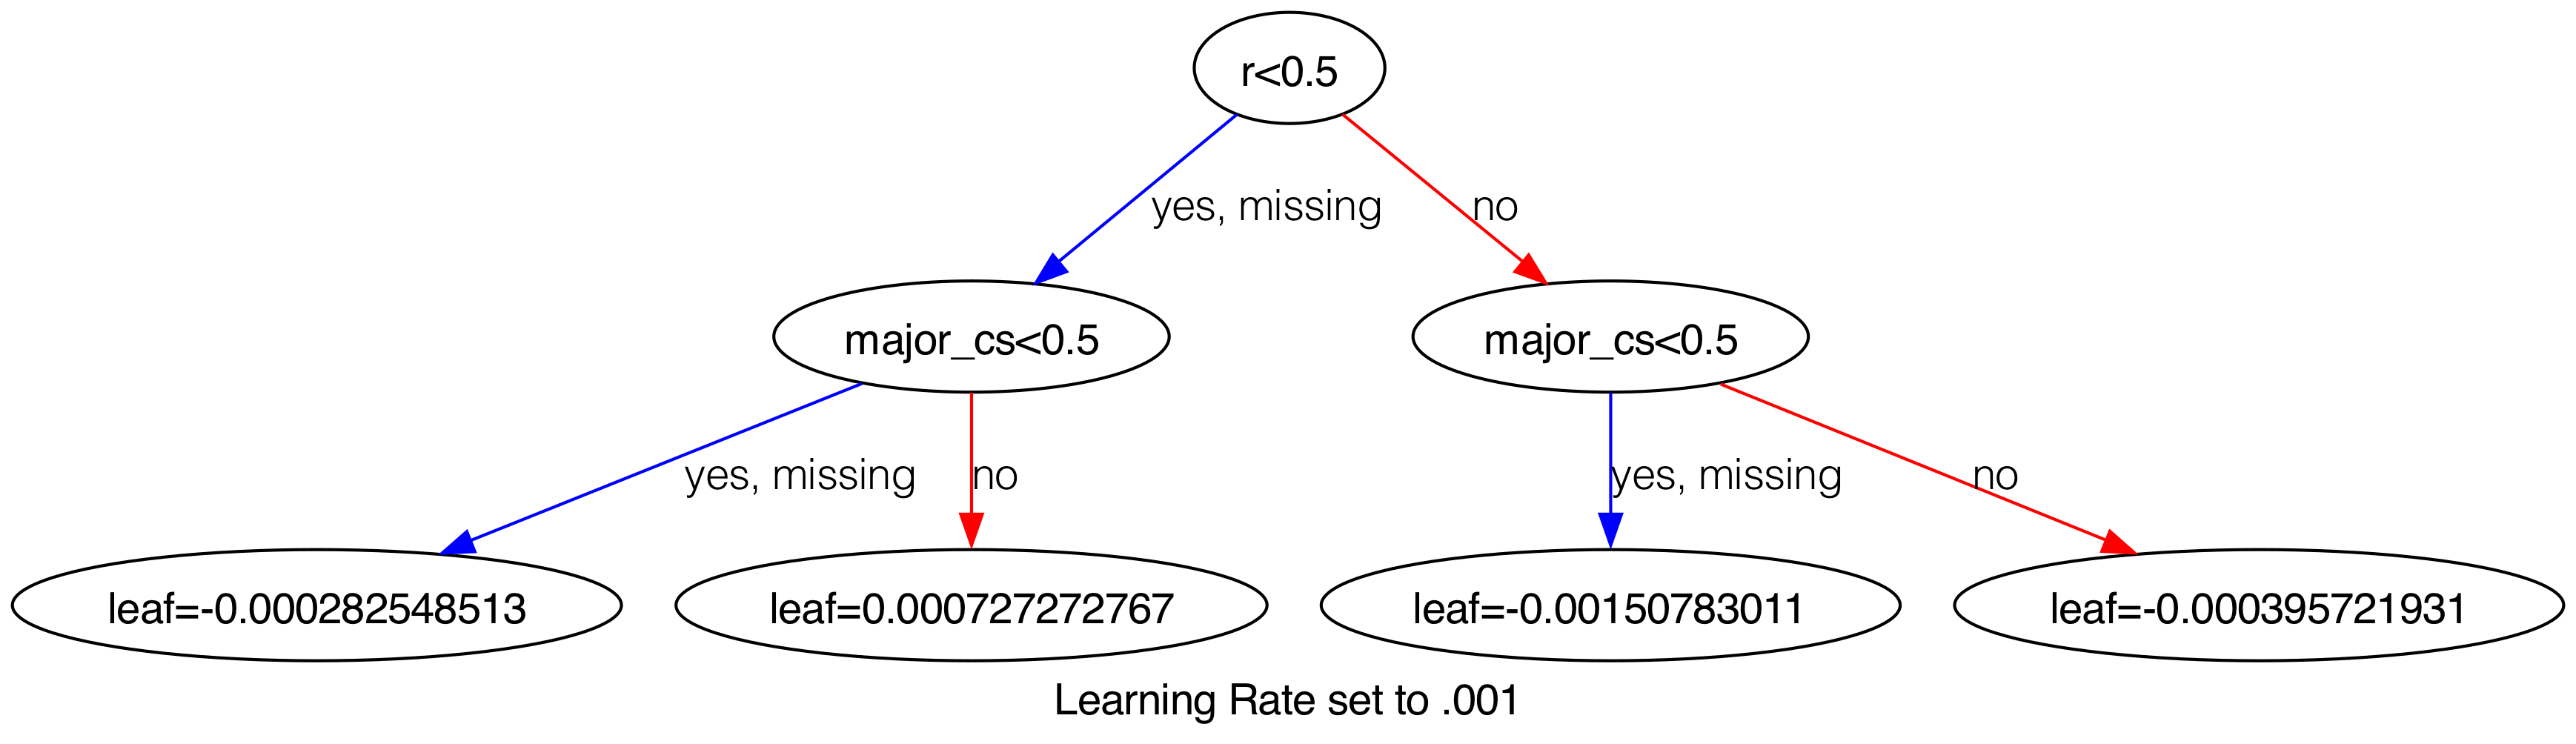 r<0.5
yes, missing
no
major_cs<0.5
major_cs<0.5
yes, missing
no
yes, missing
no
leaf=-0.000282548513
leaf=0.000727272767
leaf=-0.00150783011
leaf=-0.000395721931
Learning Rate set to .001